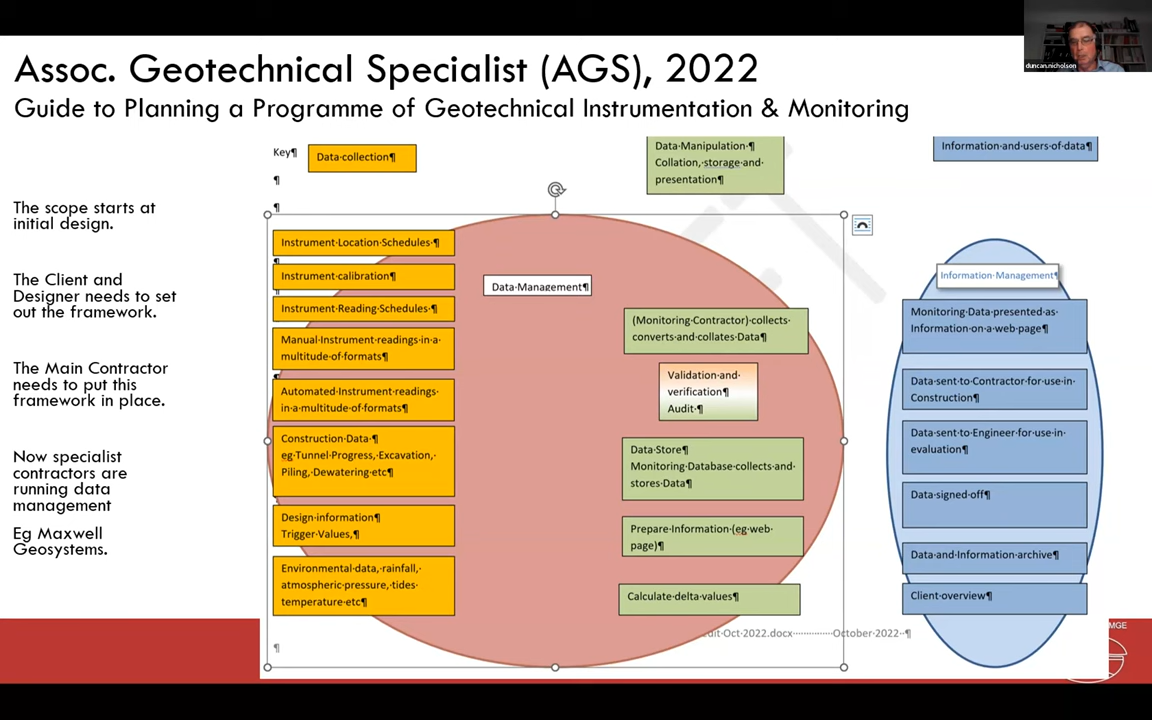 duncan.nicholson
Assoc. Geotechnical Specialist (AGS), 2022
Guide to Planning a Programme of Geotechnical Instrumentation & Monitoring
The scope starts at
initial design.
The Client and
Designer needs to set
out the framework.
The Main Contractor
needs to put this
framework in place.
Now specialist
contractors are
running data
management
Eg Maxwell
Geosystems.
Key¶
¶
¶
Data·collection¶
Data·Manipulation·¶
Collation,·storage·and·
presentation¶
Information·and·users·of·data¶
Instrument·Location·Schedules·¶
Instrument·calibration¶
Instrument·Reading·Schedules·¶
Manual·Instrument·readings·in·a·
multitude·of·formats¶
Automated·Instrument·readings·
in·a·multitude·of·formats¶
Construction·Data·¶
eg·Tunnel·Progress,·Excavation,·
Piling,·Dewatering·etc¶
Design·information¶
Trigger·Values,¶
Environmental·data,·rainfall,·
atmospheric·pressure,·tides·
temperature·etc¶
Data·Management¶
(Monitoring·Contractor)·collects·
converts·and·collates·Data¶
Validation·and·
verification¶
Audit·¶
Data·Store¶
Monitoring·Database·collects·and·
stores·Data¶
Prepare·Information·(eg·web·
page)¶
Calculate·delta·values¶
Information·Management¶
Monitoring·Data·presented·as·
Information·on·a·web·page¶
Data·sent·to·Contractor·for·use·in·
Construction¶
Data·sent·to·Engineer·for·use·in·
evaluation¶
Data·signed·off¶
Data·and·Information·archive¶
Client·overview¶
Oct·2022.docx··············October·2022··¶
¶
MGE